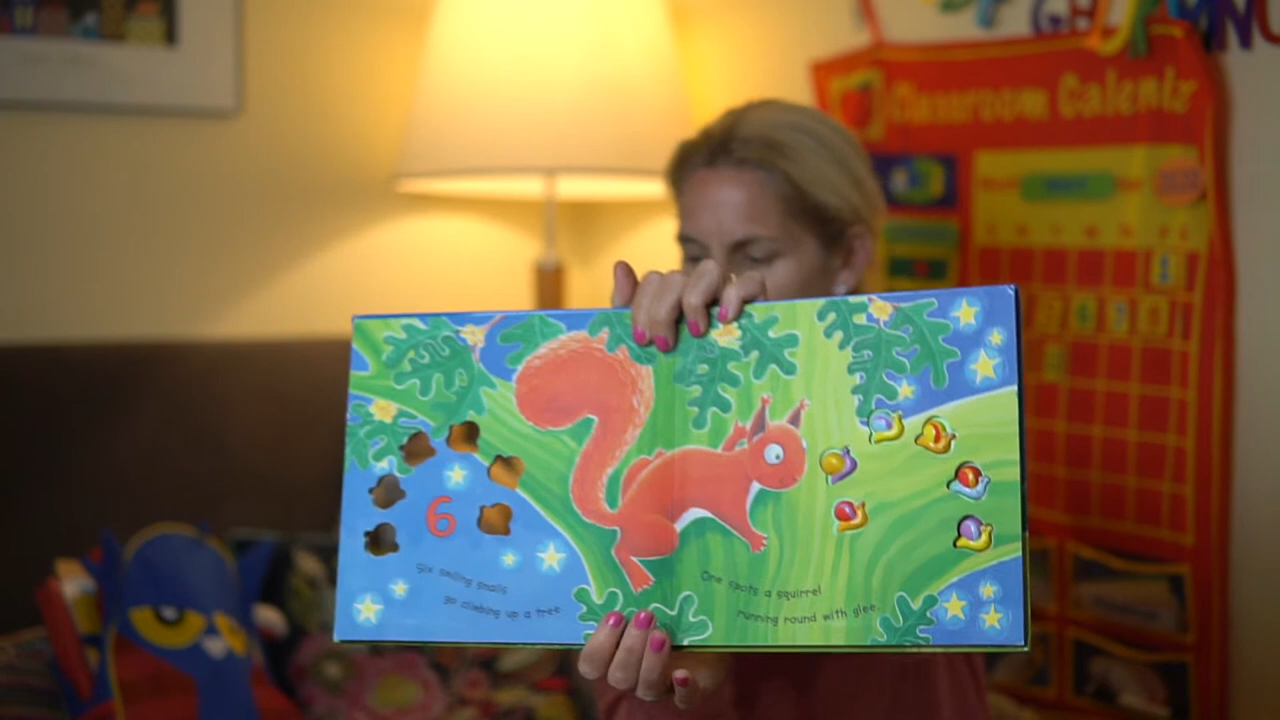 Classroom Calendar
6
Six smiling snails
go climbing up a tree.
One spots a squirrel
running round with glee.